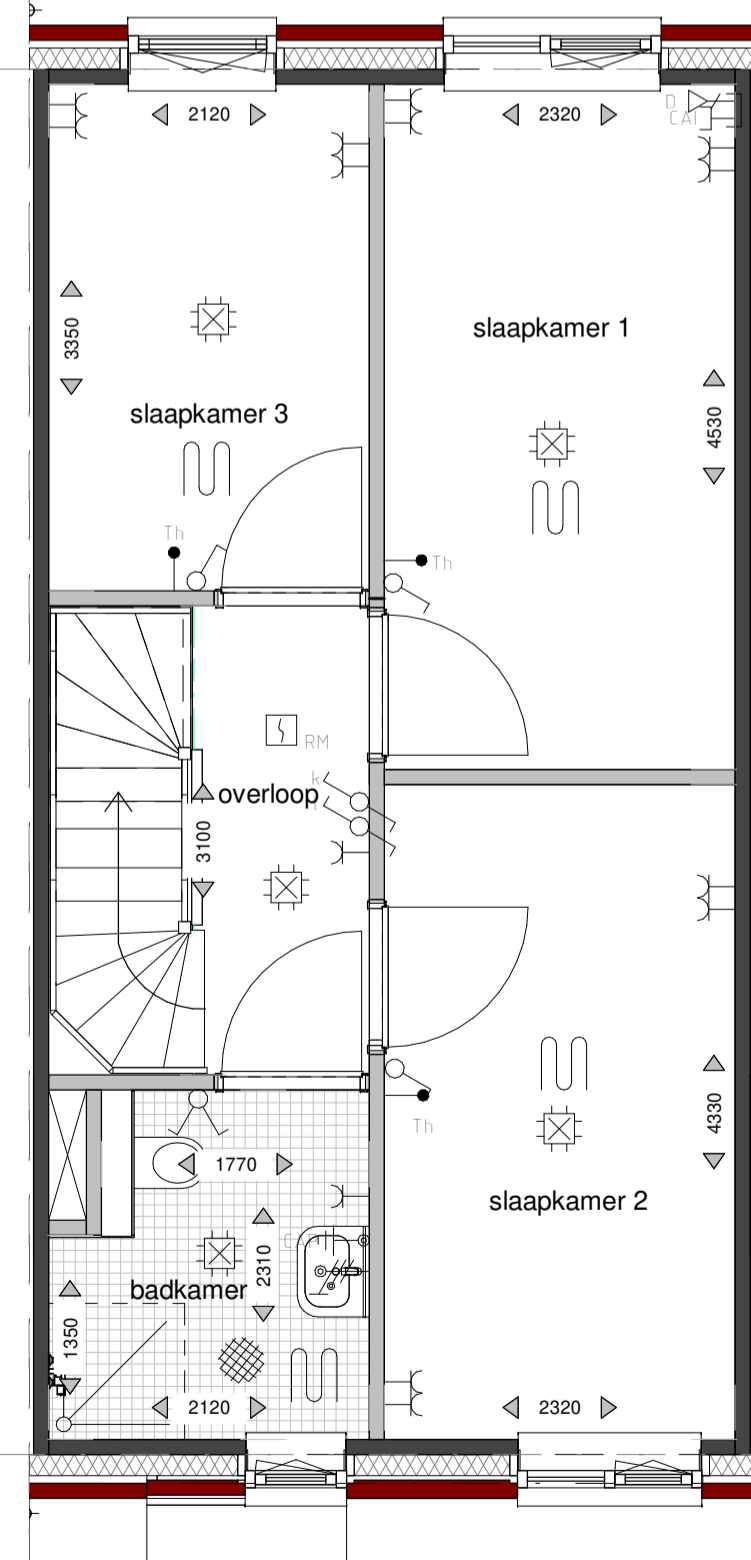 2120
2320
D
CAI
3350
slaapkamer 1
slaapkamer 3
4530
Th
Th
RM
k
overloop
3100
4330
Th
1770
slaapkamer 2
2310
badkamer
1350
2120
2320